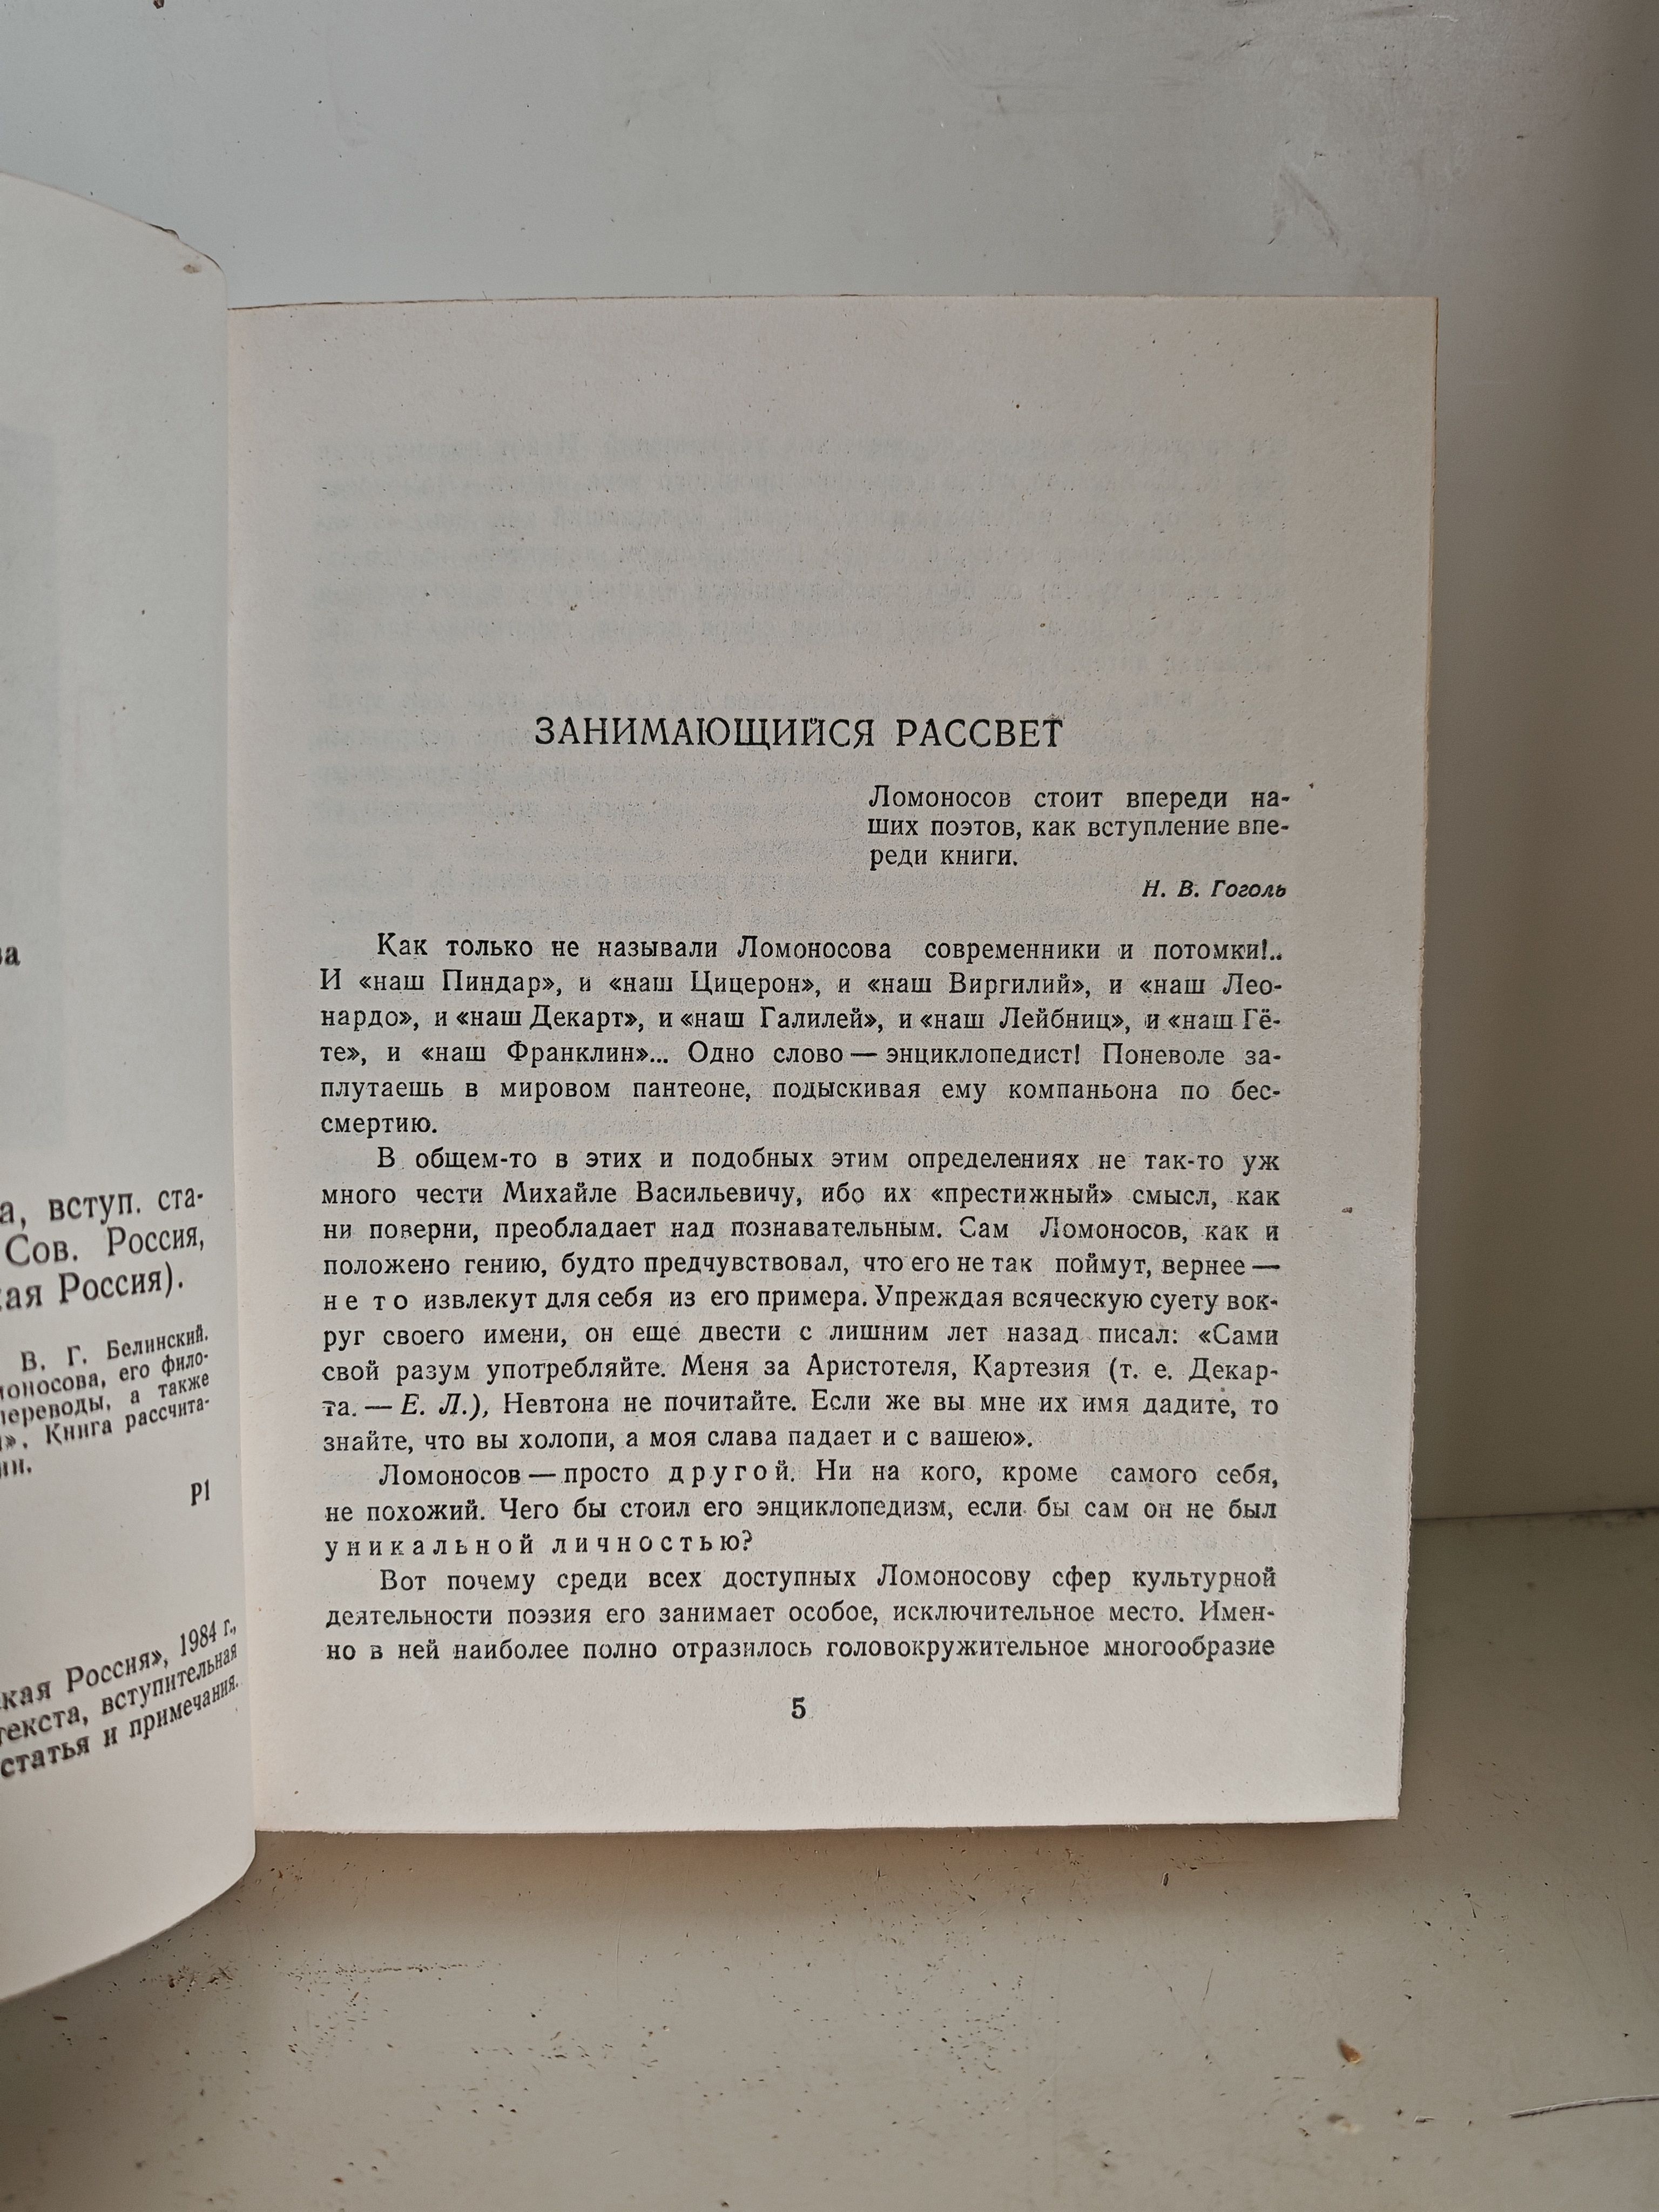 ва
а, вступ. ста-
Сов. Россия,
кая Россия).
В. Г. Белинский.
моносова, его фило-
переводы, а также
и». Книга рассчита-
ии.
Р1
кая Россия», 1984 г.,
текста, вступительная
статья и примечания.
ЗАНИМАЮЩИЙСЯ РАССВЕТ
Ломоносов стоит впереди на-
ших поэтов, как вступление впе-
реди книги.
Н. В. Гоголь
Как только не называли Ломоносова современники и потомки!..
И «наш Пиндар», и «наш Цицерон», и «наш Виргилий», и «наш Лео-
нардо», и «наш Декарт», и «наш Галилей», и «наш Лейбниц», и «наш Гё-
те», и «наш Франклин»... Одно слово — энциклопедист! Поневоле за-
плутаешь в мировом пантеоне, подыскивая ему компаньона по бес-
смертию.
В общем-то в этих и подобных этим определениях не так-то уж
много чести Михайле Васильевичу, ибо их «престижный» смысл, как
ни поверни, преобладает над познавательным. Сам Ломоносов, как и
положено гению, будто предчувствовал, что его не так поймут, вернее —
не то извлекут для себя из его примера. Упреждая всяческую суету вок-
руг своего имени, он еще двести с лишним лет назад писал: «Сами
свой разум употребляйте. Меня за Аристотеля, Картезия (т. е. Декар-
та. — Е. Л.), Невтона не почитайте. Если же вы мне их имя дадите, то
знайте, что вы холопи, а моя слава падает и с вашею».
Ломоносов — просто другой. Ни на кого, кроме самого себя,
не похожий. Чего бы стоил его энциклопедизм, если бы сам он не был
уникальной личностью?
Вот почему среди всех доступных Ломоносову сфер культурной
деятельности поэзия его занимает особое, исключительное место. Имен-
но в ней наиболее полно отразилось головокружительное многообразие
5